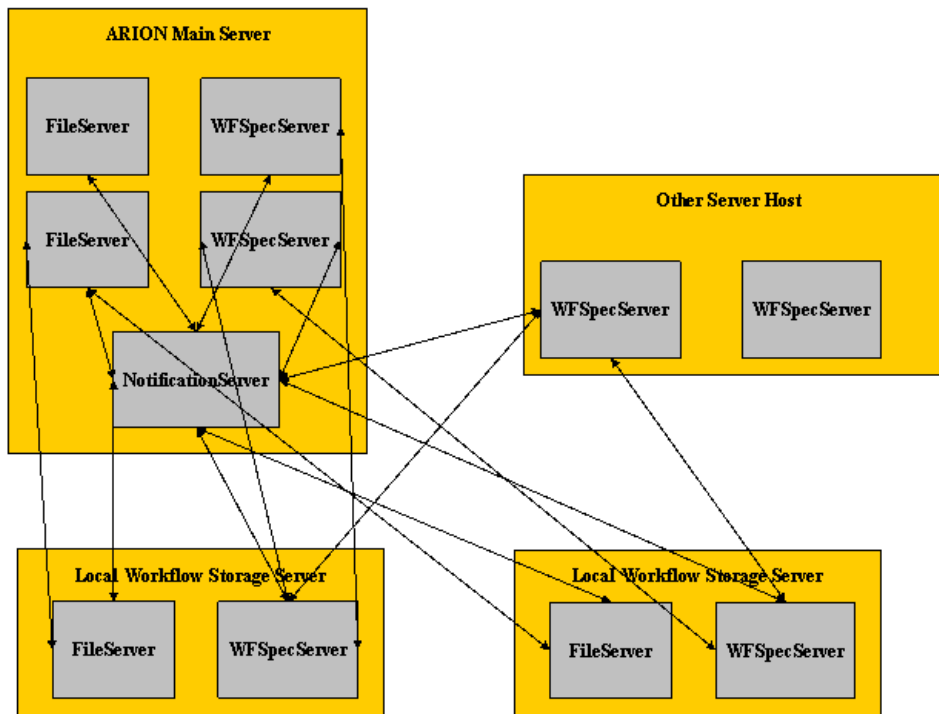 ARION Main Server
FileServer
WFSpecServer
FileServer
WFSpecServer
NotificationServer
Other Server Host
WFSpecServer
WFSpecServer
Local Workflow Storage Server
FileServer
WFSpecServer
Local Workflow Storage Server
FileServer
WFSpecServer